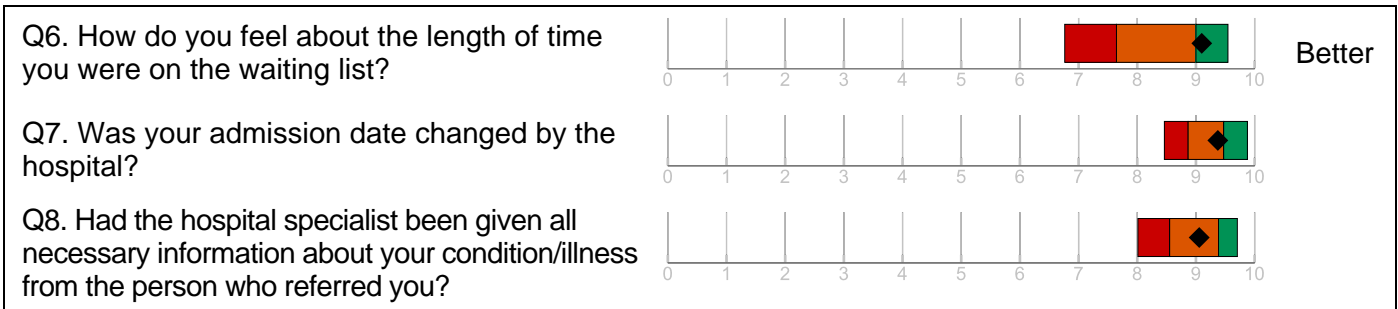 Q6. How do you feel about the length of time
you were on the waiting list?
0 1 2 3 4 5 6 7 8 9 10
Better
Q7. Was your admission date changed by the
hospital?
0 1 2 3 4 5 6 7 8 9 10
Q8. Had the hospital specialist been given all
necessary information about your condition/illness
from the person who referred you?
0 1 2 3 4 5 6 7 8 9 10